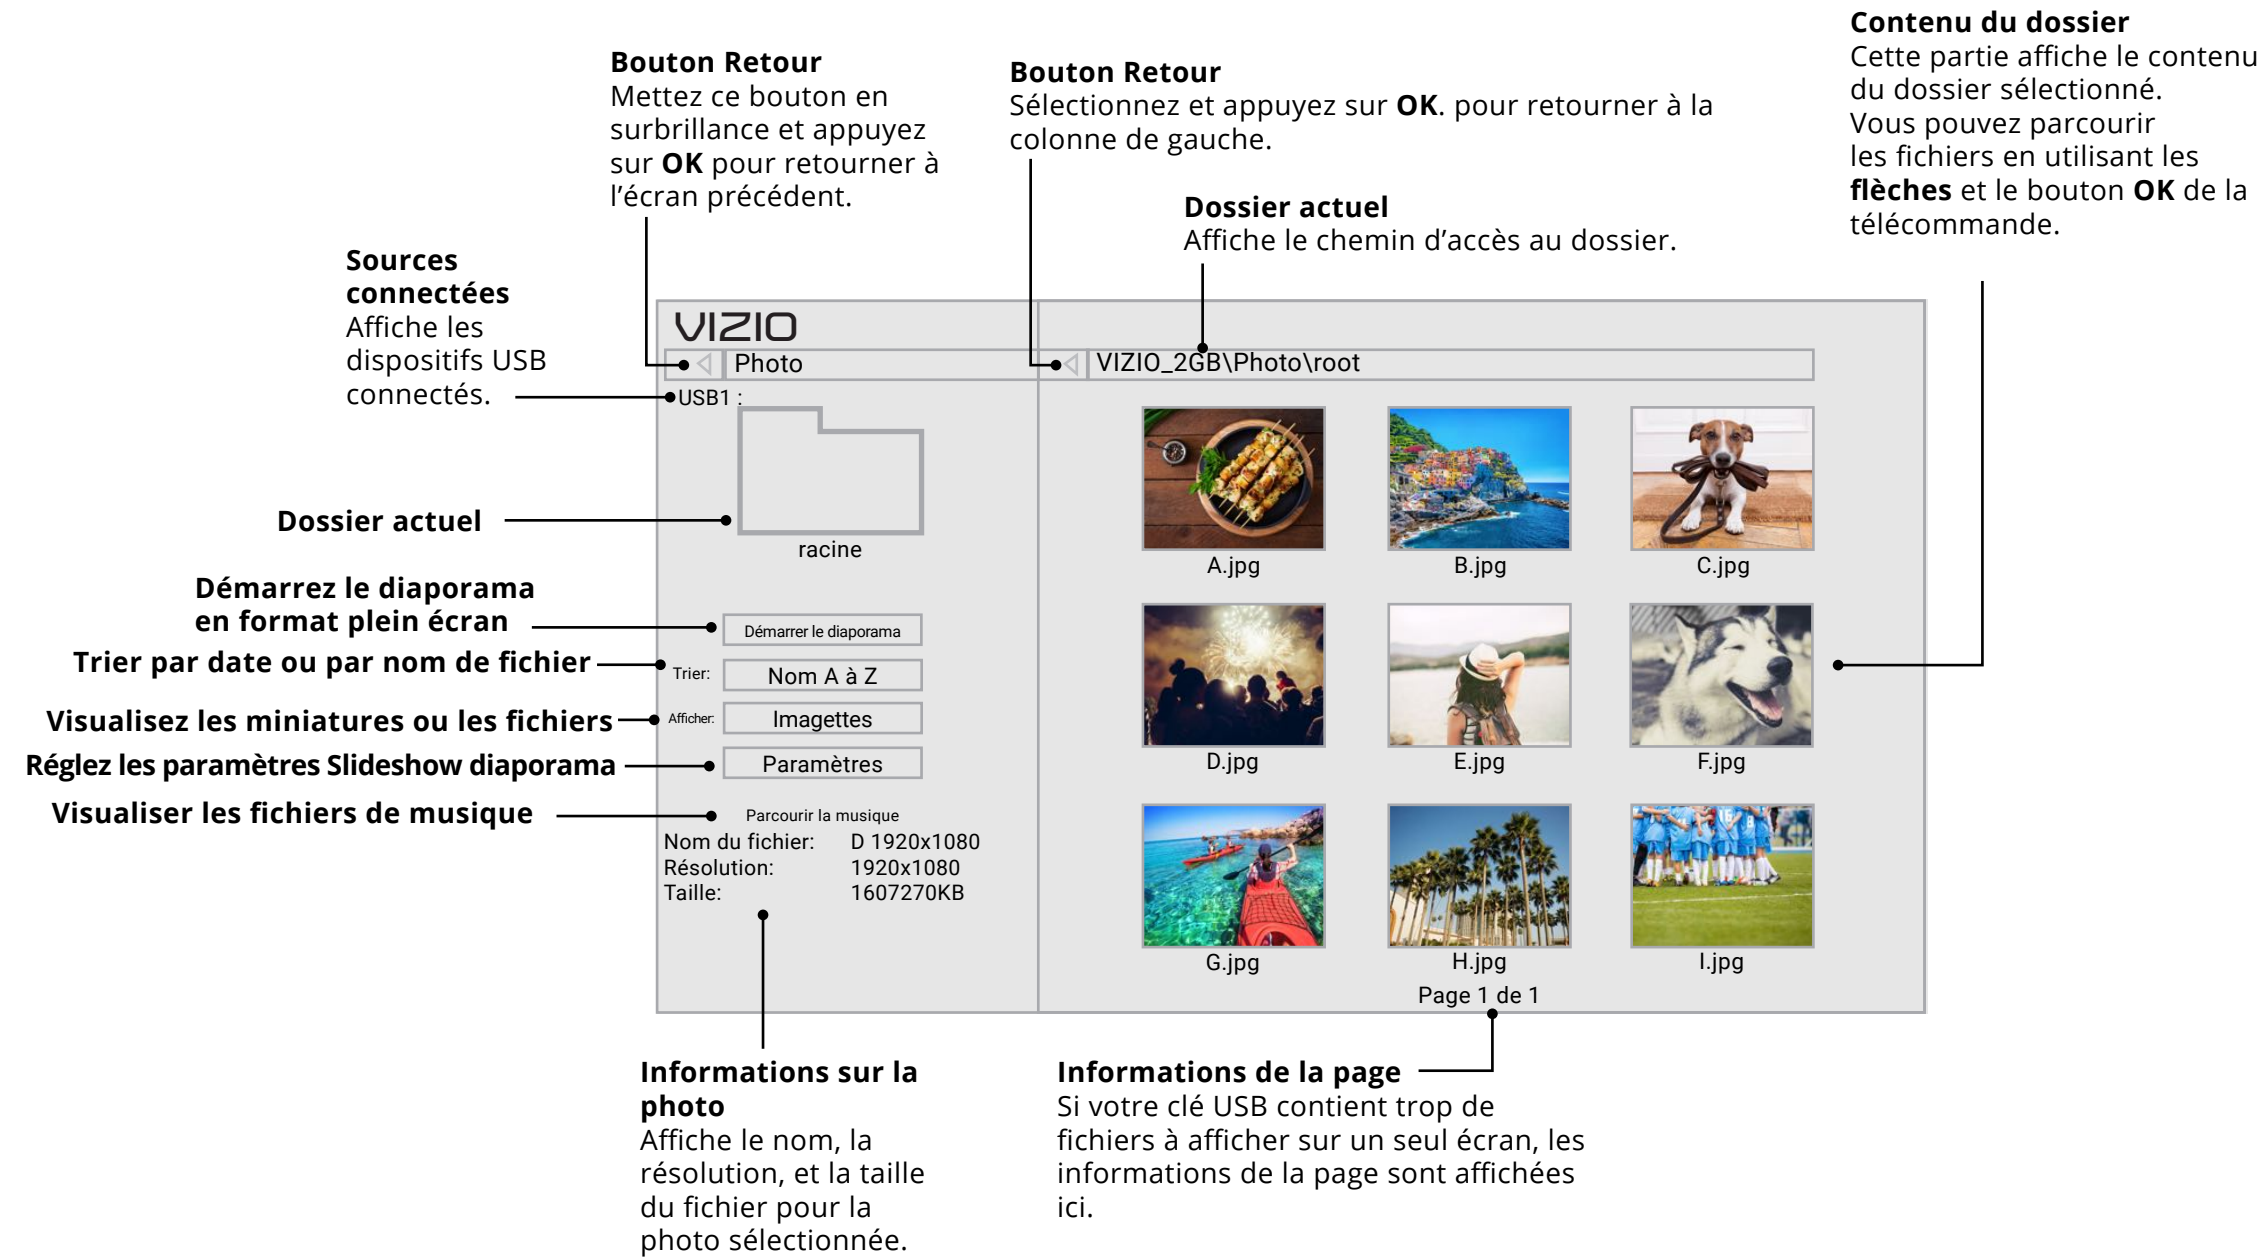 Contenu du dossier
Cette partie affiche le contenu
du dossier sélectionné.
Vous pouvez parcourir
les fichiers en utilisant les
flèches et le bouton OK de la
télécommande.
Bouton Retour
Mettez ce bouton en
surbrillance et appuyez
sur OK pour retourner à
l’écran précédent.
Bouton Retour
Sélectionnez et appuyez sur OK. pour retourner à la
colonne de gauche.
Dossier actuel
Affiche le chemin d’accès au dossier.
Sources
connectées
Affiche les
dispositifs USB
connectés.
VIZIO
Photo
VIZIO_2GB\Photo\root
USB1 :
Dossier actuel
racine
A.jpg
B.jpg
C.jpg
Démarrez le diaporama
en format plein écran
Démarrer le diaporama
Trier par date ou par nom de fichier
Trier:
Nom A à Z
Visualisez les miniatures ou les fichiers
Afficher:
Imagettes
Réglez les paramètres Slideshow diaporama
Paramètres
D.jpg
E.jpg
F.jpg
Visualiser les fichiers de musique
Parcourir la musique
Nom du fichier: D 1920x1080
Résolution: 1920x1080
Taille: 1607270KB
G.jpg
H.jpg
I.jpg
Page 1 de 1
Informations sur la
photo
Affiche le nom, la
résolution, et la taille
du fichier pour la
photo sélectionnée.
Informations de la page
Si votre clé USB contient trop de
fichiers à afficher sur un seul écran, les
informations de la page sont affichées
ici.